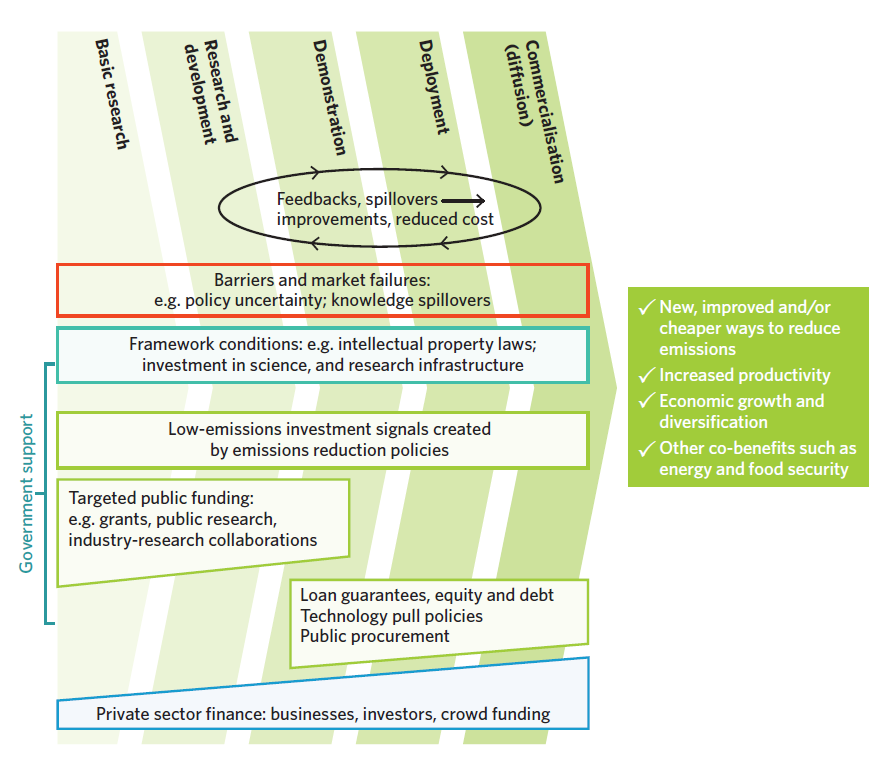 Basic research
Research and
development
Demonstration
Deployment
Commercialisation
(diffusion)
Feedbacks, spillovers
improvements, reduced cost
Barriers and market failures:
e.g. policy uncertainty; knowledge spillovers
Framework conditions: e.g. intellectual property laws;
investment in science, and research infrastructure
Low-emissions investment signals created
by emissions reduction policies
Targeted public funding:
e.g. grants, public research,
industry-research collaborations
Loan guarantees, equity and debt
Technology pull policies
Public procurement
Private sector finance: businesses, investors, crowd funding
Government support
✓ New, improved and/or
cheaper ways to reduce
emissions
✓ Increased productivity
✓ Economic growth and
diversification
✓ Other co-benefits such as
energy and food security